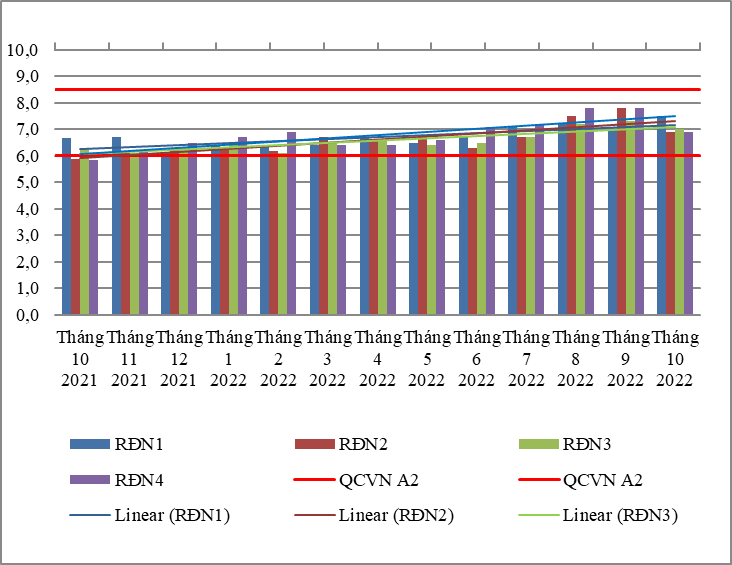 10,0
9,0
8,0
7,0
6,0
5,0
4,0
3,0
2,0
1,0
0,0
Tháng Tháng Tháng Tháng Tháng Tháng Tháng Tháng Tháng Tháng Tháng Tháng Tháng
10 11 12 1 2 3 4 5 6 7 8 9 10
2021 2021 2021 2022 2022 2022 2022 2022 2022 2022 2022 2022 2022
RĐN1 RĐN2 RĐN3
RĐN4 QCVN A2 QCVN A2
Linear (RĐN1) Linear (RĐN2) Linear (RĐN3)